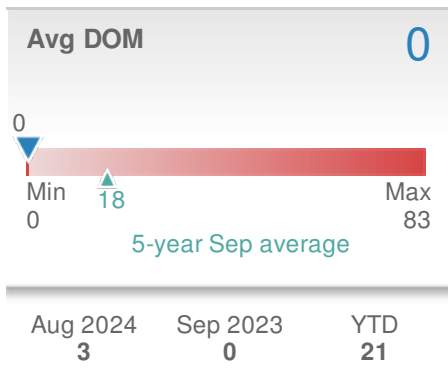 Avg DOM 0
0
Min Max
18
0 83
5-year Sep average
Aug 2024 Sep 2023 YTD
3 0 21